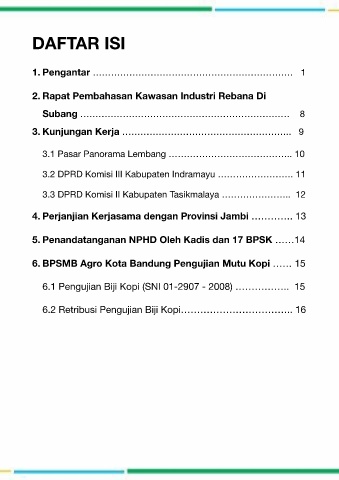 DAFTAR ISI
1. Pengantar ………………………………………………………… 1
2. Rapat Pembahasan Kawasan Industri Rebana Di
Subang …………………………………………………………… 8
3. Kunjungan Kerja ……………………………………………….. 9
3.1 Pasar Panorama Lembang ………………………………….. 10
3.2 DPRD Komisi III Kabupaten Indramayu ……………………. 11
3.3 DPRD Komisi II Kabupaten Tasikmalaya ………………….. 12
4. Perjanjian Kerjasama dengan Provinsi Jambi …………. 13
5. Penandatanganan NPHD Oleh Kadis dan 17 BPSK ……14
6. BPSMB Agro Kota Bandung Pengujian Mutu Kopi …… 15
6.1 Pengujian Biji Kopi (SNI 01-2907 - 2008) …………….. 15
6.2 Retribusi Pengujian Biji Kopi…………………………….. 16